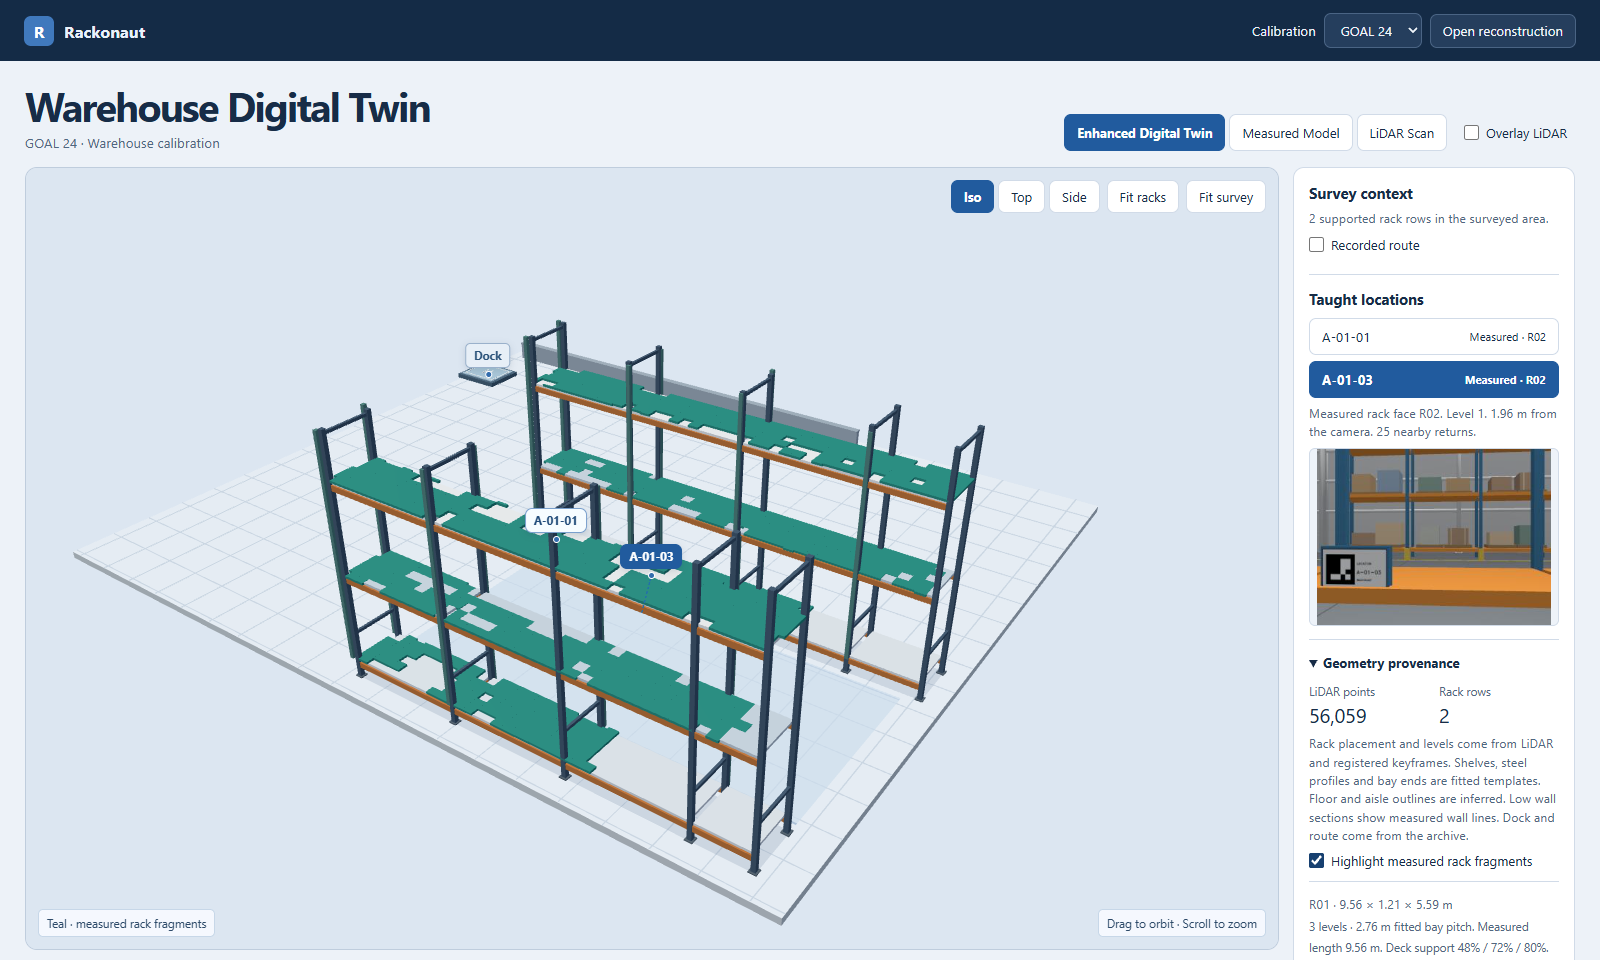 R Rackonaut
Calibration GOAL 24 Open reconstruction
Warehouse Digital Twin
GOAL 24 · Warehouse calibration
Enhanced Digital Twin Measured Model LiDAR Scan Overlay LiDAR
Iso Top Side Fit racks Fit survey
Dock
A-01-01
A-01-03
Teal · measured rack fragments
Drag to orbit · Scroll to zoom
Survey context
2 supported rack rows in the surveyed area.
Recorded route
Taught locations
A-01-01 Measured · R02
A-01-03 Measured · R02
Measured rack face R02. Level 1. 1.96 m from
the camera. 25 nearby returns.
A-01-03
Geometry provenance
LiDAR points Rack rows
56,059 2
Rack placement and levels come from LiDAR
and registered keyframes. Shelves, steel
profiles and bay ends are fitted templates.
Floor and aisle outlines are inferred. Low wall
sections show measured wall lines. Dock and
route come from the archive.
Highlight measured rack fragments
R01 · 9.56 × 1.21 × 5.59 m
3 levels · 2.76 m fitted bay pitch. Measured
length 9.56 m. Deck support 48% / 72% / 80%.